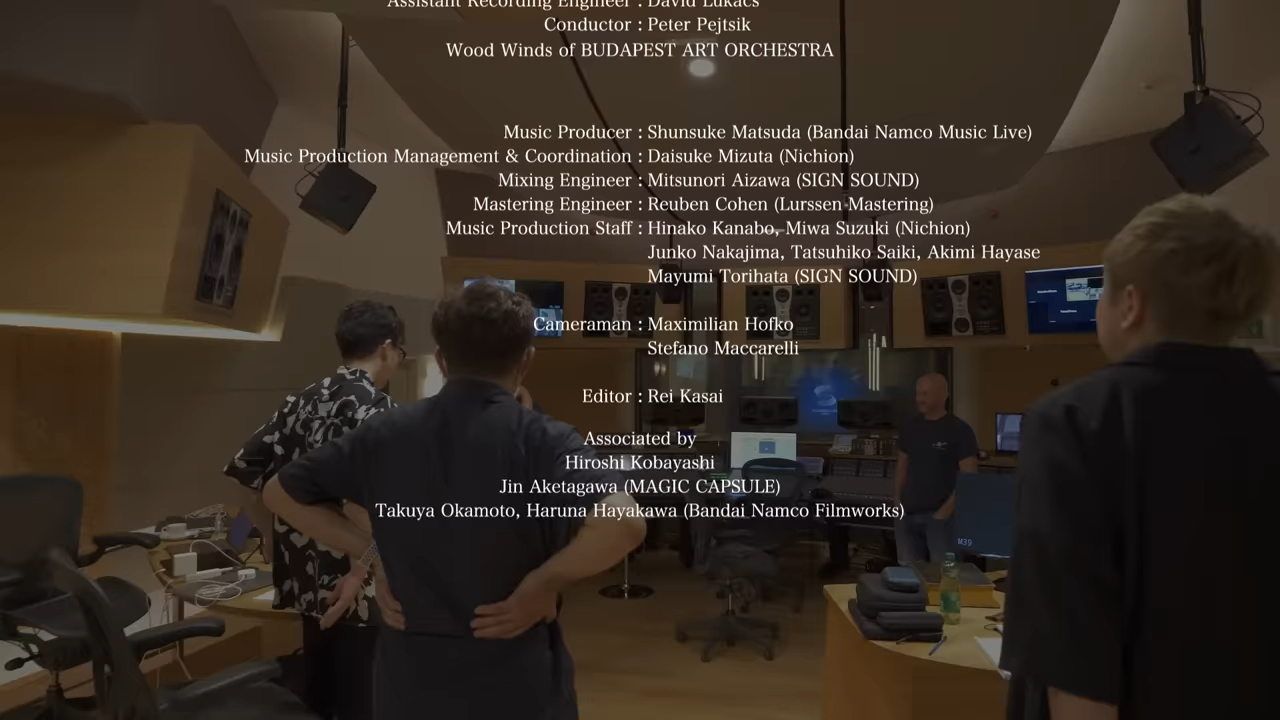 Assistant Recording Engineer : David Lukacs
Conductor : Peter Pejtsik
Wood Winds of BUDAPEST ART ORCHESTRA
Music Producer : Shunsuke Matsuda (Bandai Namco Music Live)
Music Production Management & Coordination : Daisuke Mizuta (Nichion)
Mixing Engineer : Mitsunori Aizawa (SIGN SOUND)
Mastering Engineer : Reuben Cohen (Lurssen Mastering)
Music Production Staff : Hinako Kanabo, Miwa Suzuki (Nichion)
Junko Nakajima, Tatsuhiko Saiki, Akimi Hayase
Mayumi Torihata (SIGN SOUND)
Cameraman : Maximilian Hofko
Stefano Maccarelli
Editor : Rei Kasai
Associated by
Hiroshi Kobayashi
Jin Aketagawa (MAGIC CAPSULE)
Takuya Okamoto, Haruna Hayakawa (Bandai Namco Filmworks)
M39